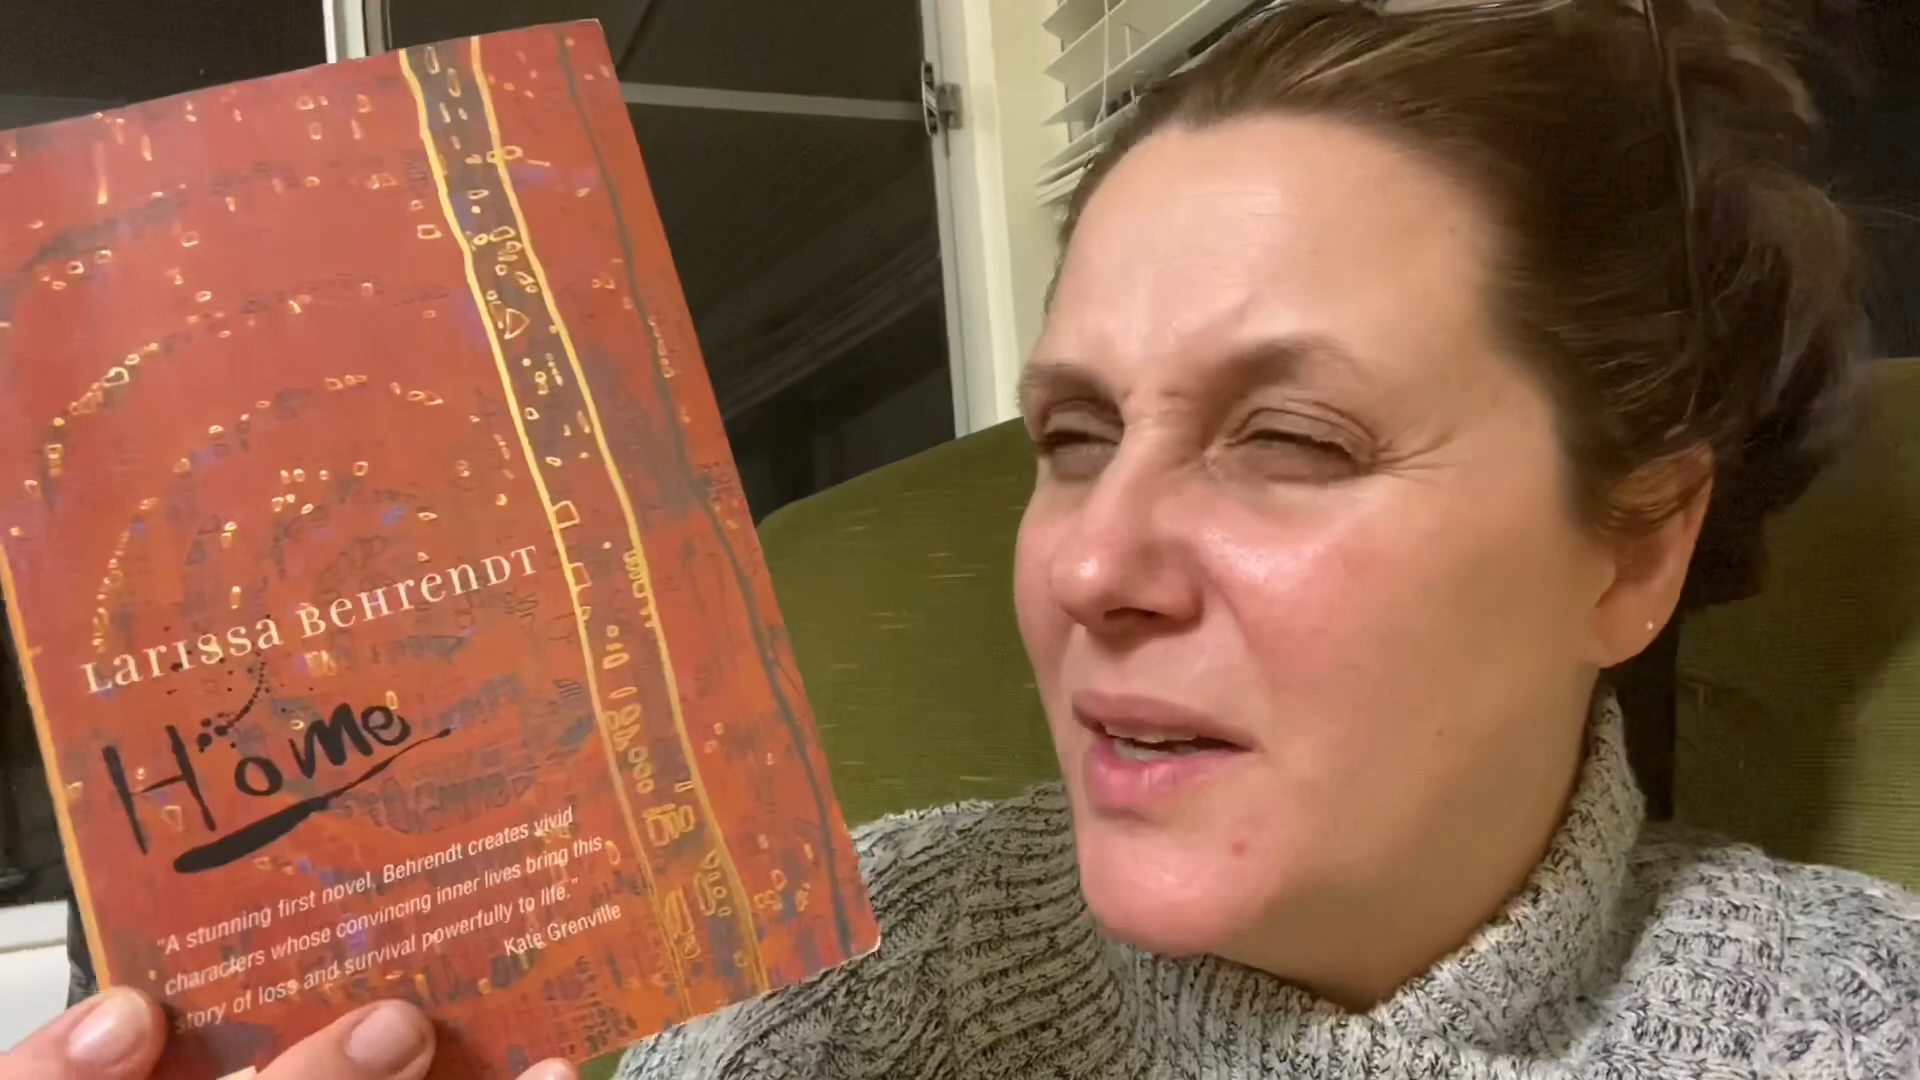 Larissa Behrendt
Home
"A stunning first novel. Behrendt creates vivid
characters whose convincing inner lives bring this
story of loss and survival powerfully to life."
Kate Grenville